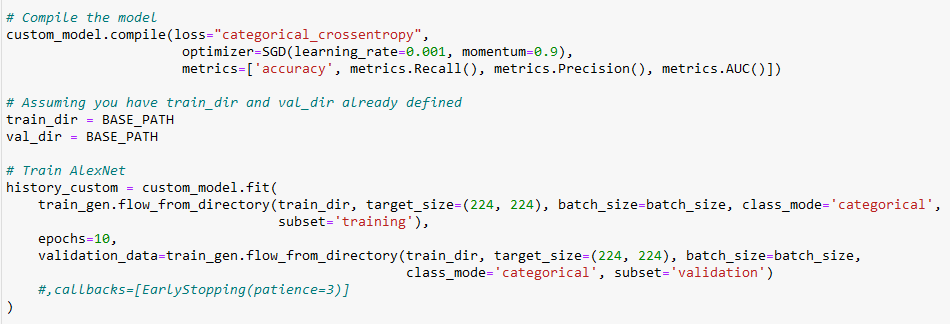 # Compile the model
custom_model.compile(loss="categorical_crossentropy",
optimizer=SGD(learning_rate=0.001, momentum=0.9),
metrics=['accuracy', metrics.Recall(), metrics.Precision(), metrics.AUC()])
# Assuming you have train_dir and val_dir already defined
train_dir = BASE_PATH
val_dir = BASE_PATH
# Train AlexNet
history_custom = custom_model.fit(
train_gen.flow_from_directory(train_dir, target_size=(224, 224), batch_size=batch_size, class_mode='categorical',
subset='training'),
epochs=10,
validation_data=train_gen.flow_from_directory(train_dir, target_size=(224, 224), batch_size=batch_size,
class_mode='categorical', subset='validation')
#,callbacks=[EarlyStopping(patience=3)]
)